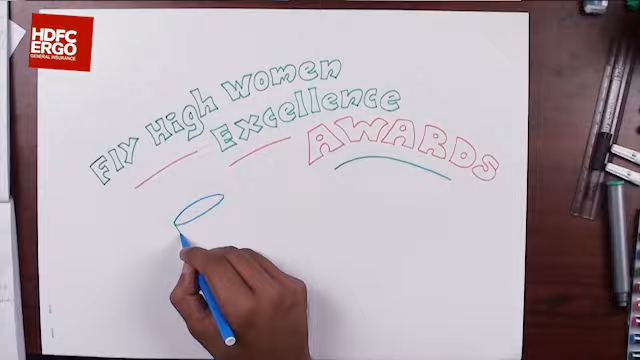 HDFC
ERGO
GENERAL INSURANCE
Fly High Women
Excellence
AWARDS